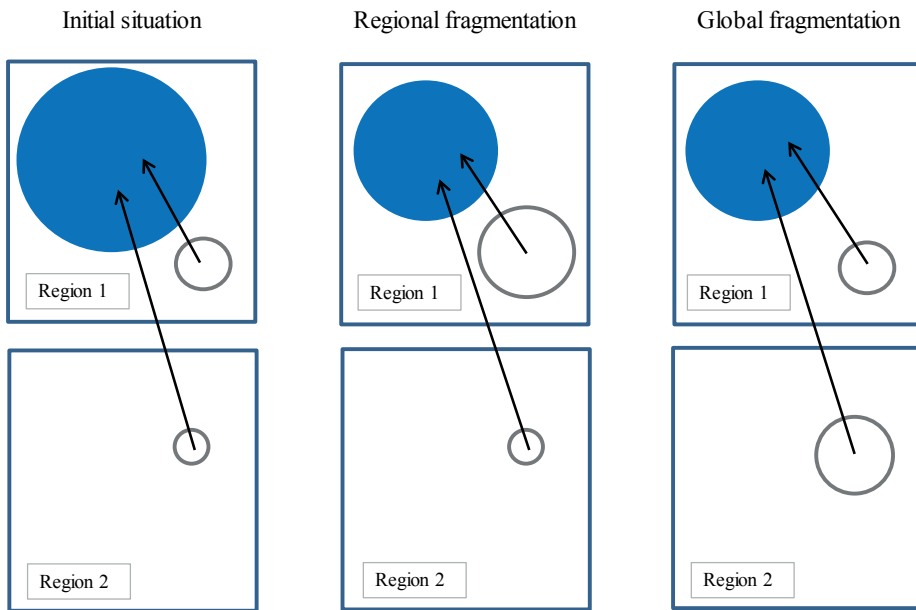 Initial situation
Regional fragmentation
Global fragmentation
Region 1
Region 1
Region 1
Region 2
Region 2
Region 2